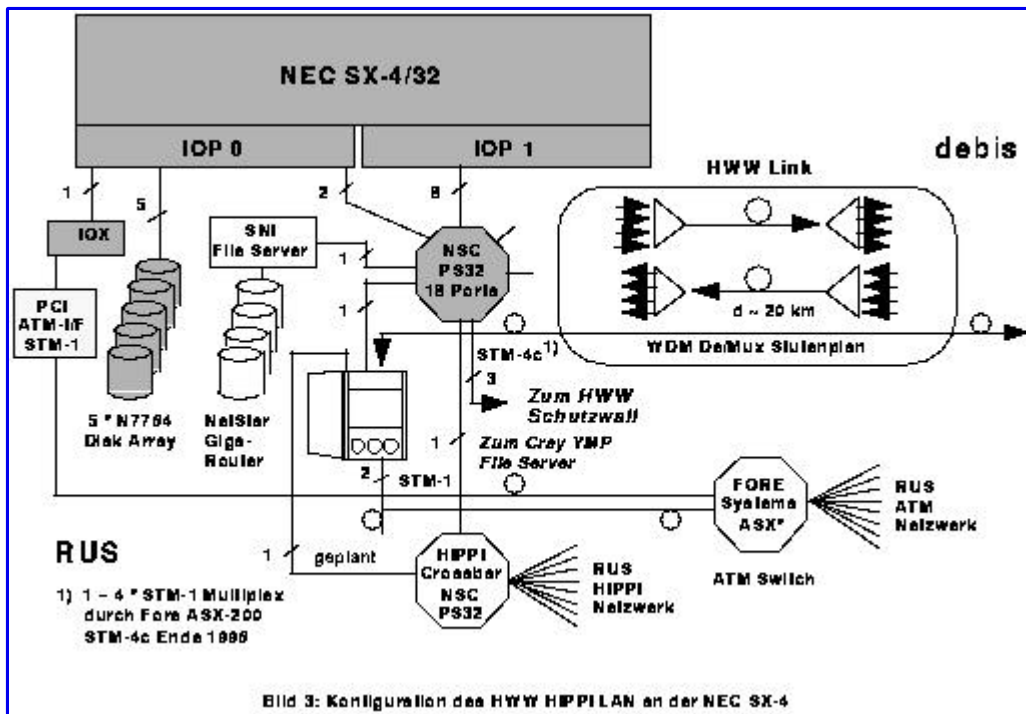 NEC SX-4/32
IOP 0
IOP 1
debis
HWW Link
1
5
2
8
IOX
SNI
File Server
1
NSC
PS32
18 Ports
PCI
ATM-I/F
STM-1
1
d ~ 20 km
WDM De/Mux Stufenplan
STM-4c 1)
3
5 * N7764
Disk Array
NetStar
Giga-
Router
Zum HWW
Schutzwall
1
Zum Cray YMP
File Server
2
STM-1
FORE
Systems
ASX*
RUS
ATM
Netzwerk
RUS
1
geplant
HIPPI
Crossbar
NSC
PS32
RUS
HIPPI
Netzwerk
ATM Switch
1) 1 - 4 * STM-1 Multiplex
durch Fore ASX-200
STM-4c Ende 1996
Bild 3: Konfiguration des HWW HIPPI LAN an der NEC SX-4